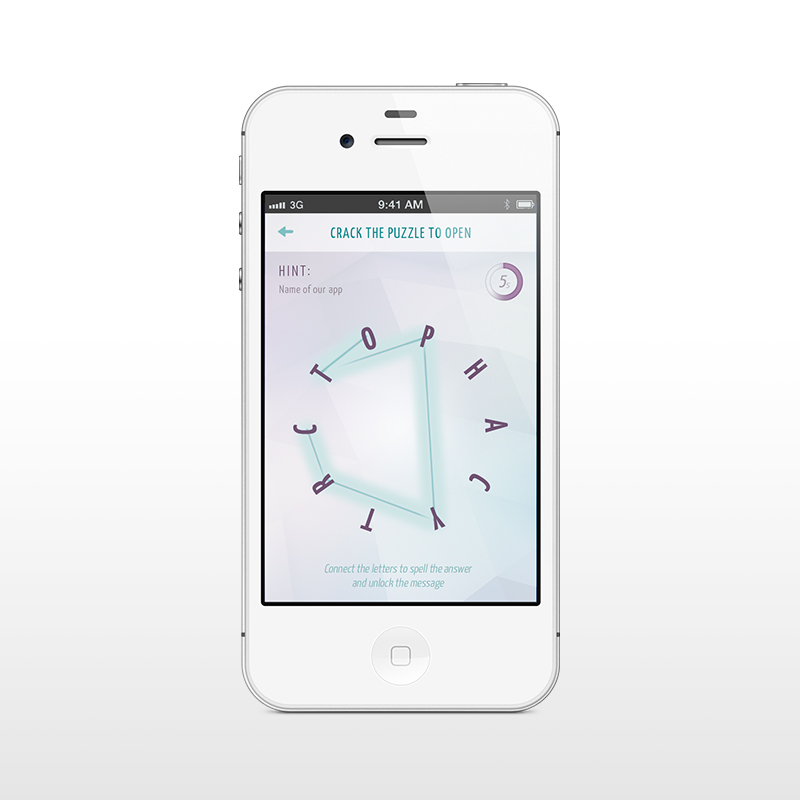 3G 9:41 AM
CRACK THE PUZZLE TO OPEN
HINT:
Name of our app
5s
O P H A C Y T R C T
Connect the letters to spell the answer
and unlock the message